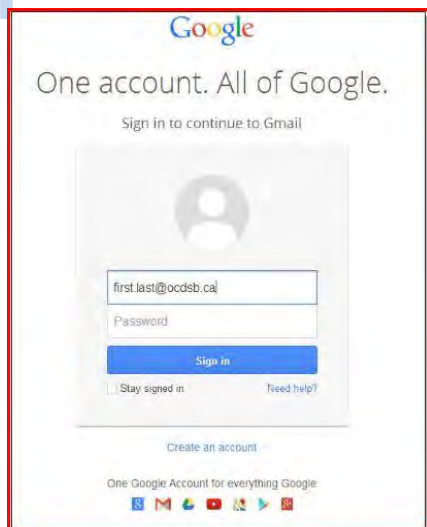 Google
One account. All of Google.
Sign in to continue to Gmail
first.last@ocdsb.ca
Password
Sign in
Stay signed in Need help?
Create an account
One Google Account for everything Google